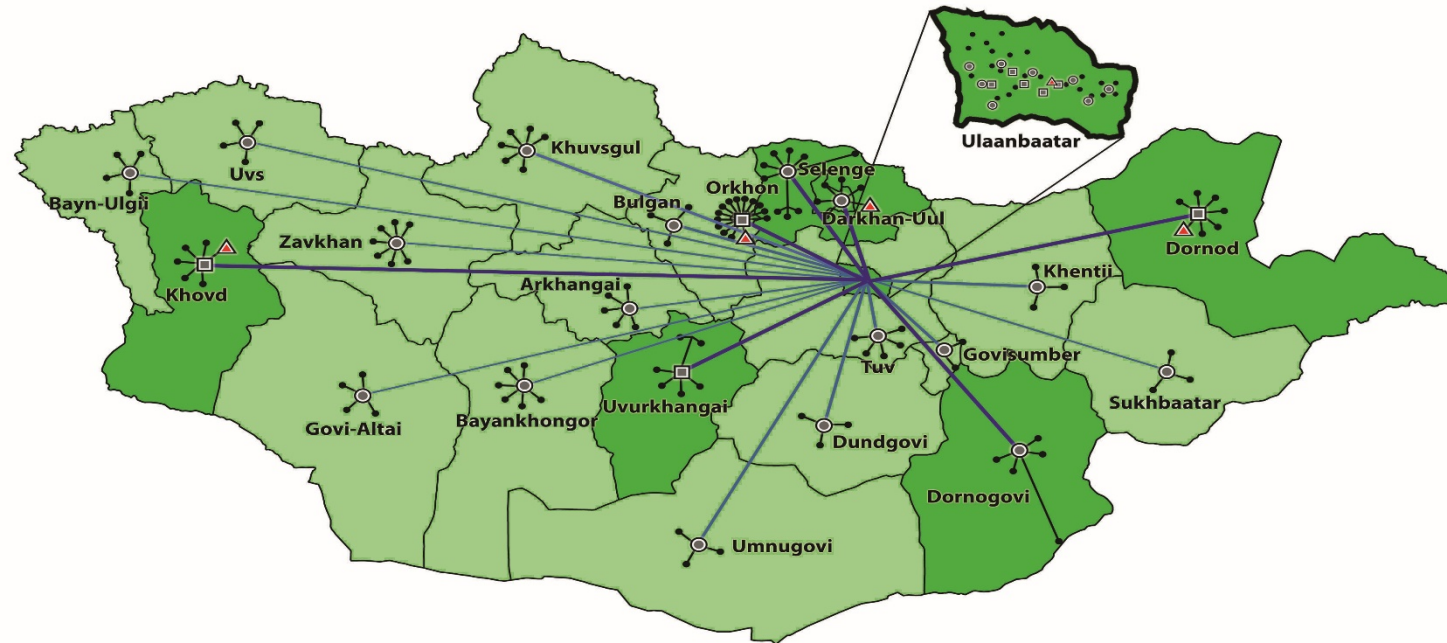 Ulaanbaatar
Khuvsgul
Uvs
Selenge
Bayn-Ulgii
Orkhon
Darkhan-Uul
Bulgan
Zavkhan
Dornod
Khentii
Arkhangai
Khovd
Govisumber
Tuv
Uvurkhangai
Sukhbaatar
Bayankhongor
Govi-Altai
Dundgovi
Dornogovi
Umnugovi